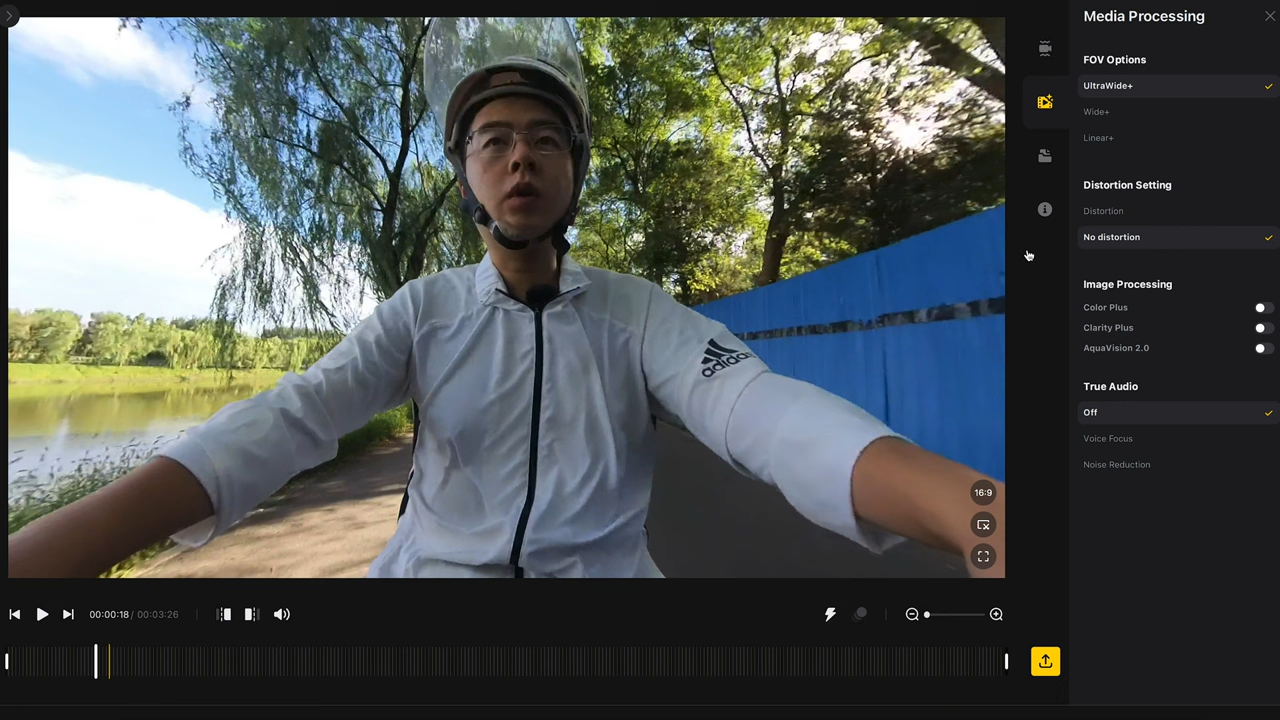 Media Processing
FOV Options
UltraWide+
Wide+
Linear+
Distortion Setting
Distortion
No distortion
Image Processing
Color Plus
Clarity Plus
AquaVision 2.0
True Audio
Off
Voice Focus
Noise Reduction
adidas
16:9
00:00:18 / 00:03:26